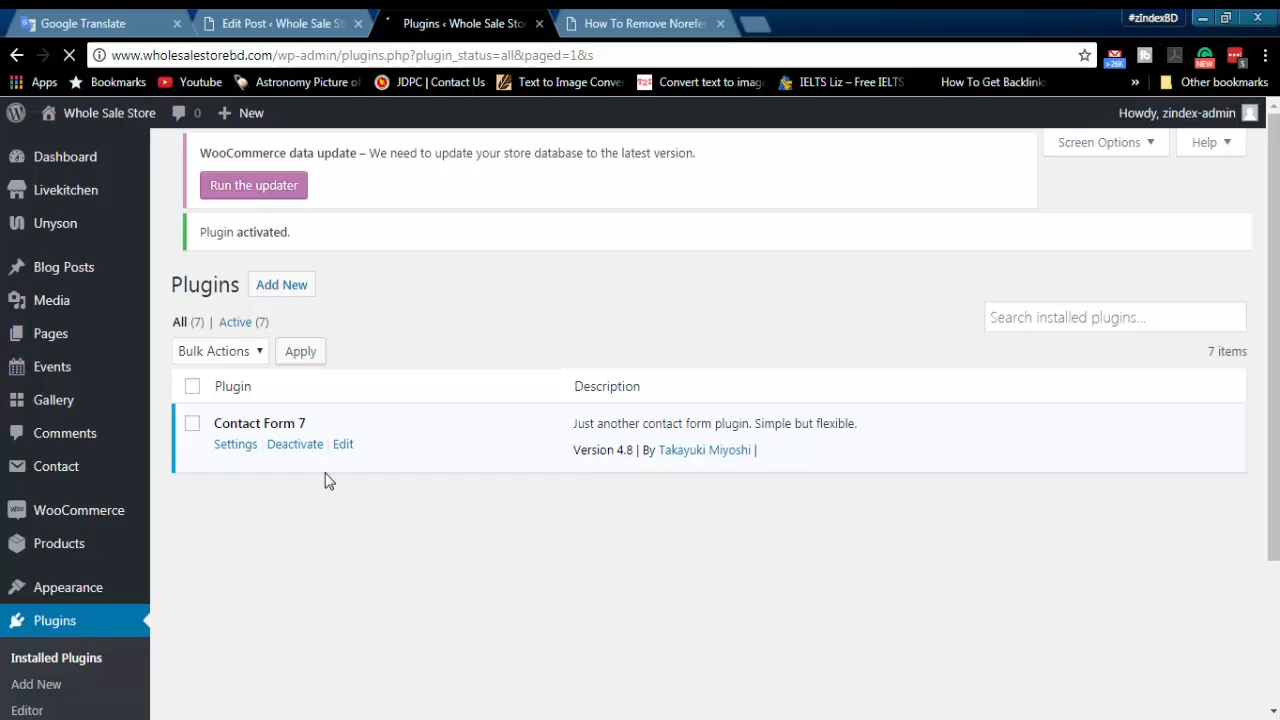 Google Translate
Edit Post ‹ Whole Sale St
Plugins ‹ Whole Sale Sto
How To Remove Norefer
#zIndexBD
www.wholesalestorebd.com/wp-admin/plugins.php?plugin_status=all&paged=1&s
+26K
NEW
5
Apps
Bookmarks
Youtube
Astronomy Picture of
JDPC | Contact Us
Text to Image Conver
Convert text to imag
IELTS Liz – Free IELTS
How To Get Backlinks
»
Other bookmarks
Whole Sale Store
0
New
Howdy, zindex-admin
Dashboard
Livekitchen
Unyson
Blog Posts
Media
Pages
Events
Gallery
Comments
Contact
WooCommerce
Products
Appearance
Plugins
Installed Plugins
Add New
Editor
WooCommerce data update – We need to update your store database to the latest version.
Run the updater
Screen Options
Help
Plugin activated.
Plugins
Add New
All (7) | Active (7)
Search installed plugins...
Bulk Actions
Apply
7 items
Plugin
Description
Contact Form 7
Just another contact form plugin. Simple but flexible.
Settings | Deactivate | Edit
Version 4.8 | By Takayuki Miyoshi |